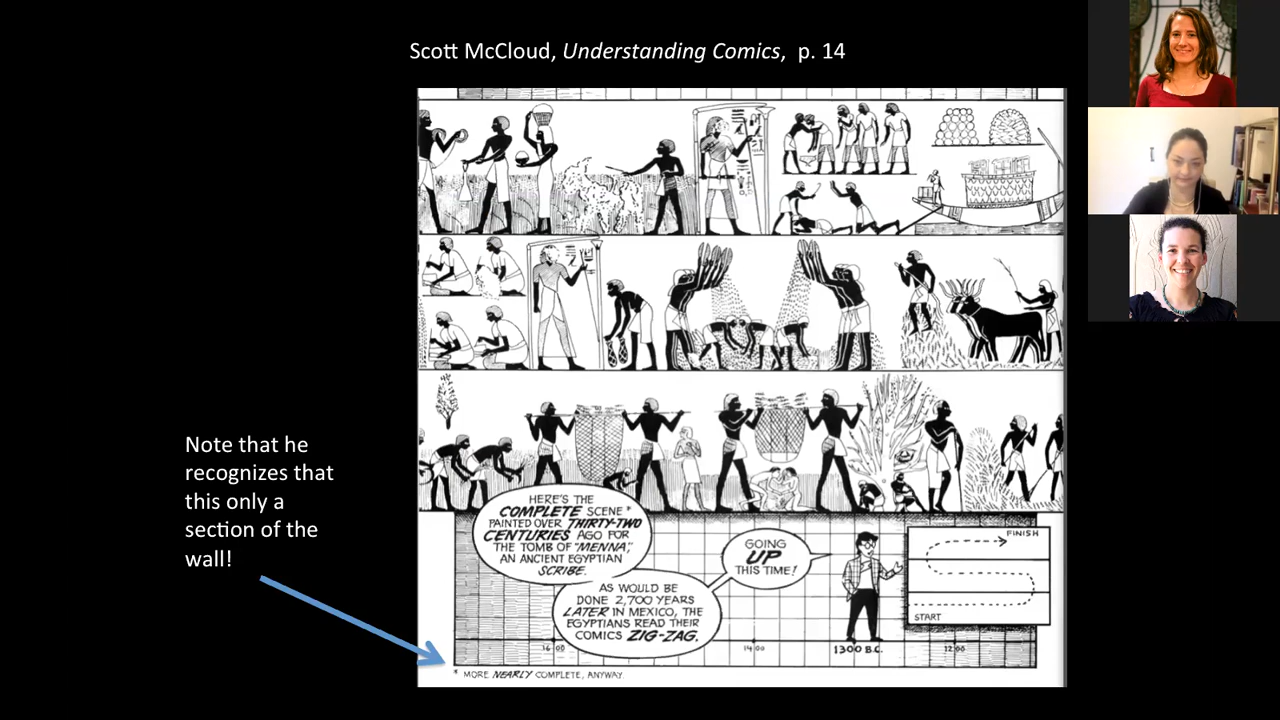 Scott McCloud, Understanding Comics, p. 14
Note that he
recognizes that
this only a
section of the
wall!
HERE'S THE
COMPLETE SCENE*
PAINTED OVER THIRTY-TWO
CENTURIES AGO FOR
THE TOMB OF "MENNA,"
AN ANCIENT EGYPTIAN
SCRIBE.
GOING
UP
THIS TIME!
AS WOULD BE
DONE 2,700 YEARS
LATER IN MEXICO, THE
EGYPTIANS READ THEIR
COMICS ZIG-ZAG.
FINISH
START
1600
1400
1300 B.C.
1200
* MORE NEARLY COMPLETE, ANYWAY.